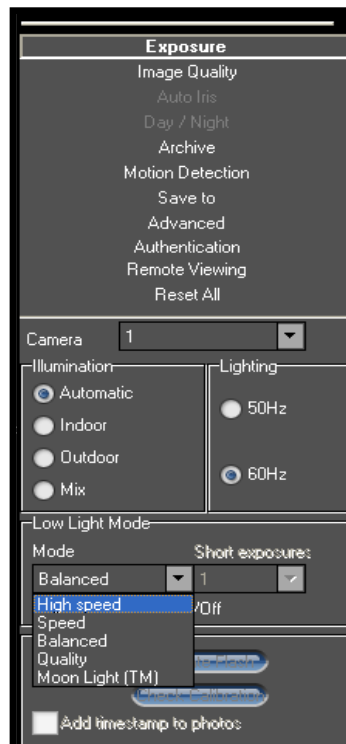 Exposure
Image Quality
Auto Iris
Day / Night
Archive
Motion Detection
Save to
Advanced
Authentication
Remote Viewing
Reset All
Camera 1
Illumination
Automatic
Indoor
Outdoor
Mix
Lighting
50Hz
60Hz
Low Light Mode
Mode
Balanced
Short exposures
1
High speed
Speed
Balanced
Quality
Moon Light (TM)
/Off
Add timestamp to photos